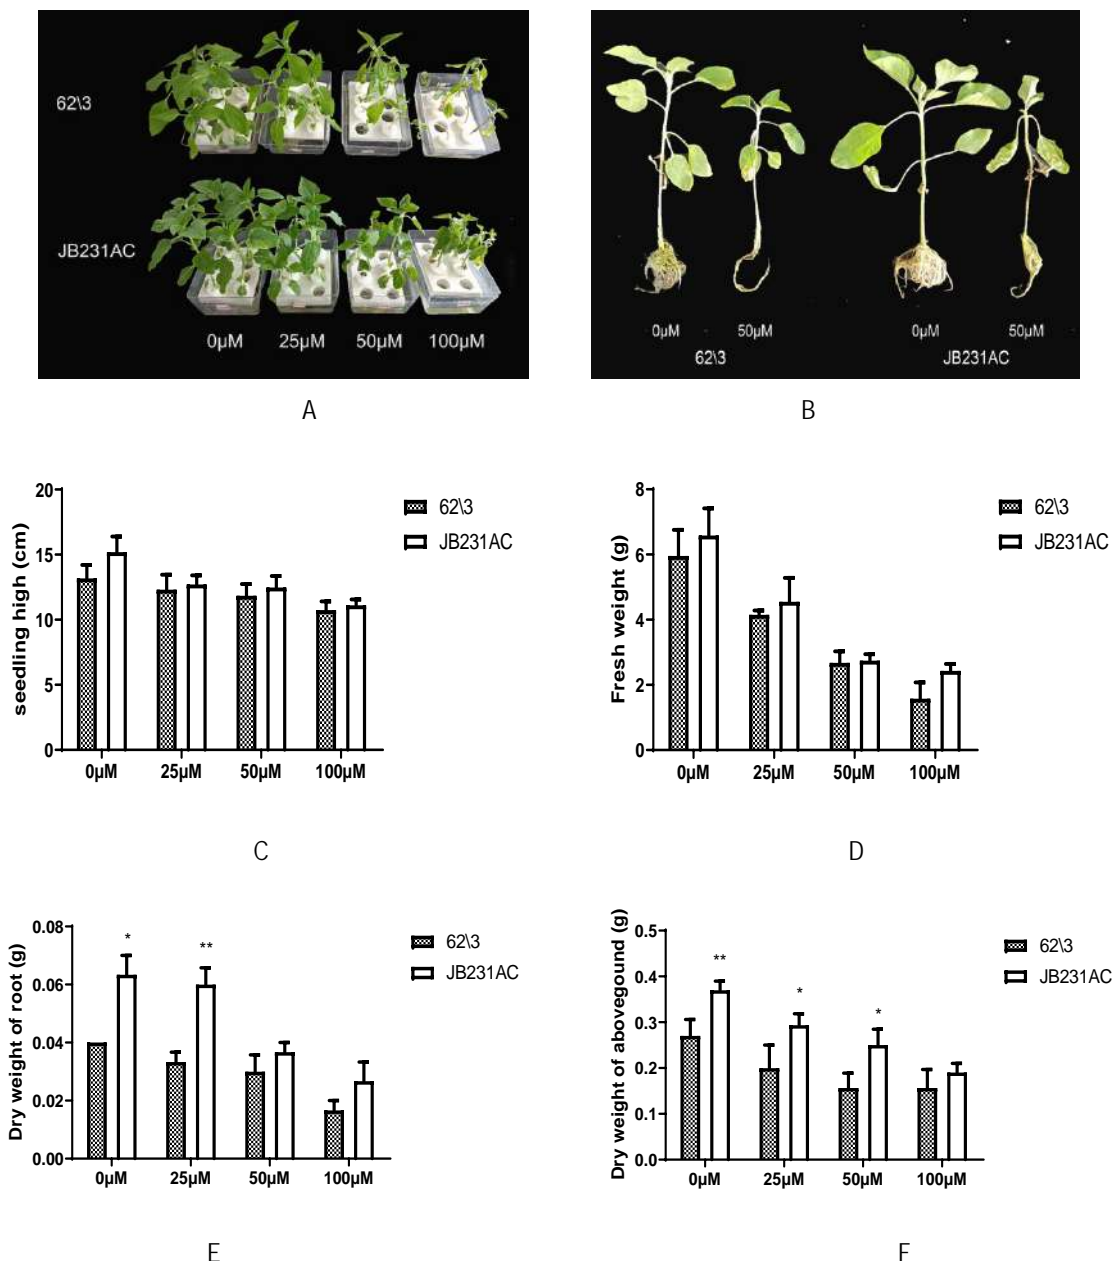 62\3
JB231AC
0µM 25µM 50µM 100µM
A
0µM 50µM 0µM 50µM
62\3 JB231AC
B
seedling high (cm)
20
15
10
5
0
0µM 25µM 50µM 100µM
62\3
JB231AC
C
Fresh weight (g)
8
6
4
2
0
0µM 25µM 50µM 100µM
62\3
JB231AC
D
Dry weight of root (g)
0.08
0.06
0.04
0.02
0.00
* **
0µM 25µM 50µM 100µM
62\3
JB231AC
E
Dry weight of abovegound (g)
0.5
0.4
0.3
0.2
0.1
0.0
** * *
0µM 25µM 50µM 100µM
62\3
JB231AC
F